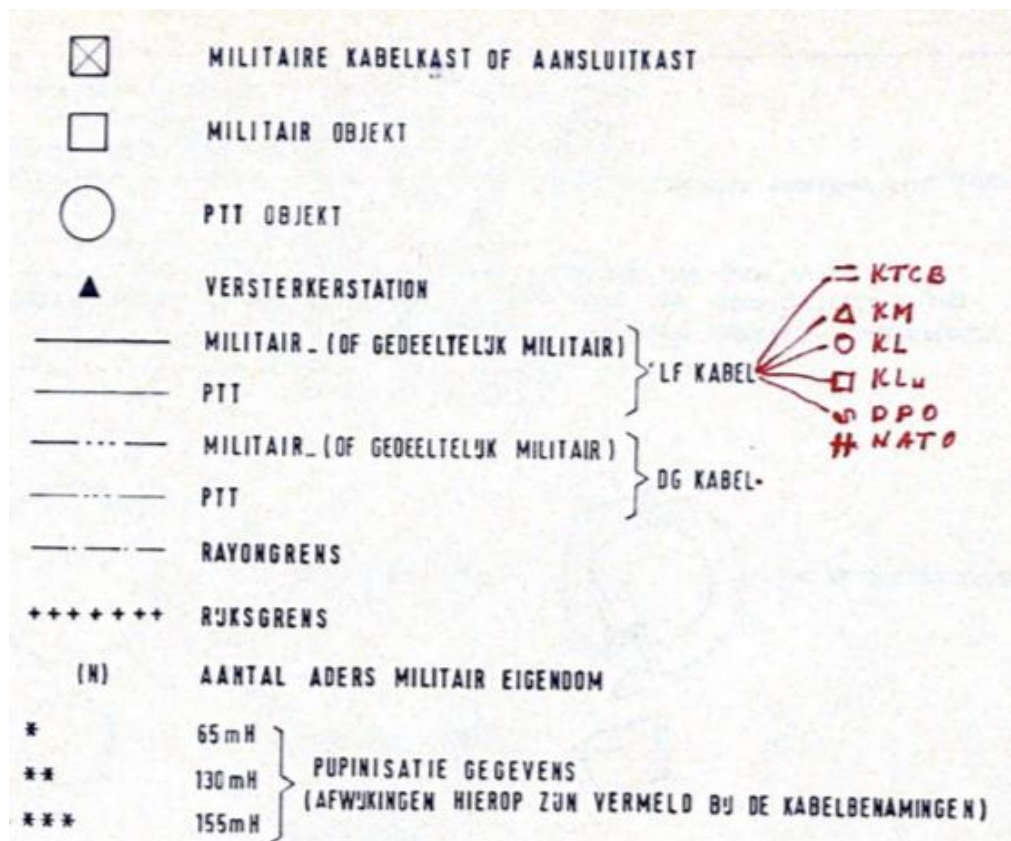 MILITAIRE KABELKAST OF AANSLUITKAST
MILITAIR OBJEKT
PTT OBJEKT
VERSTERKERSTATION
MILITAIR_ (OF GEDEELTELIJK MILITAIR)
PTT
LF KABEL
KTCB
KM
KL
KLu
DPO
NATO
MILITAIR_ (OF GEDEELTELIJK MILITAIR)
PTT
DG KABEL
RAYONGRENS
+++++++ RIJKSGRENS
(N) AANTAL ADERS MILITAIR EIGENDOM
* 65 mH
** 130 mH
*** 155 mH
PUPINISATIE GEGEVENS
(AFWIJKINGEN HIEROP ZIJN VERMELD BIJ DE KABELBENAMINGEN)